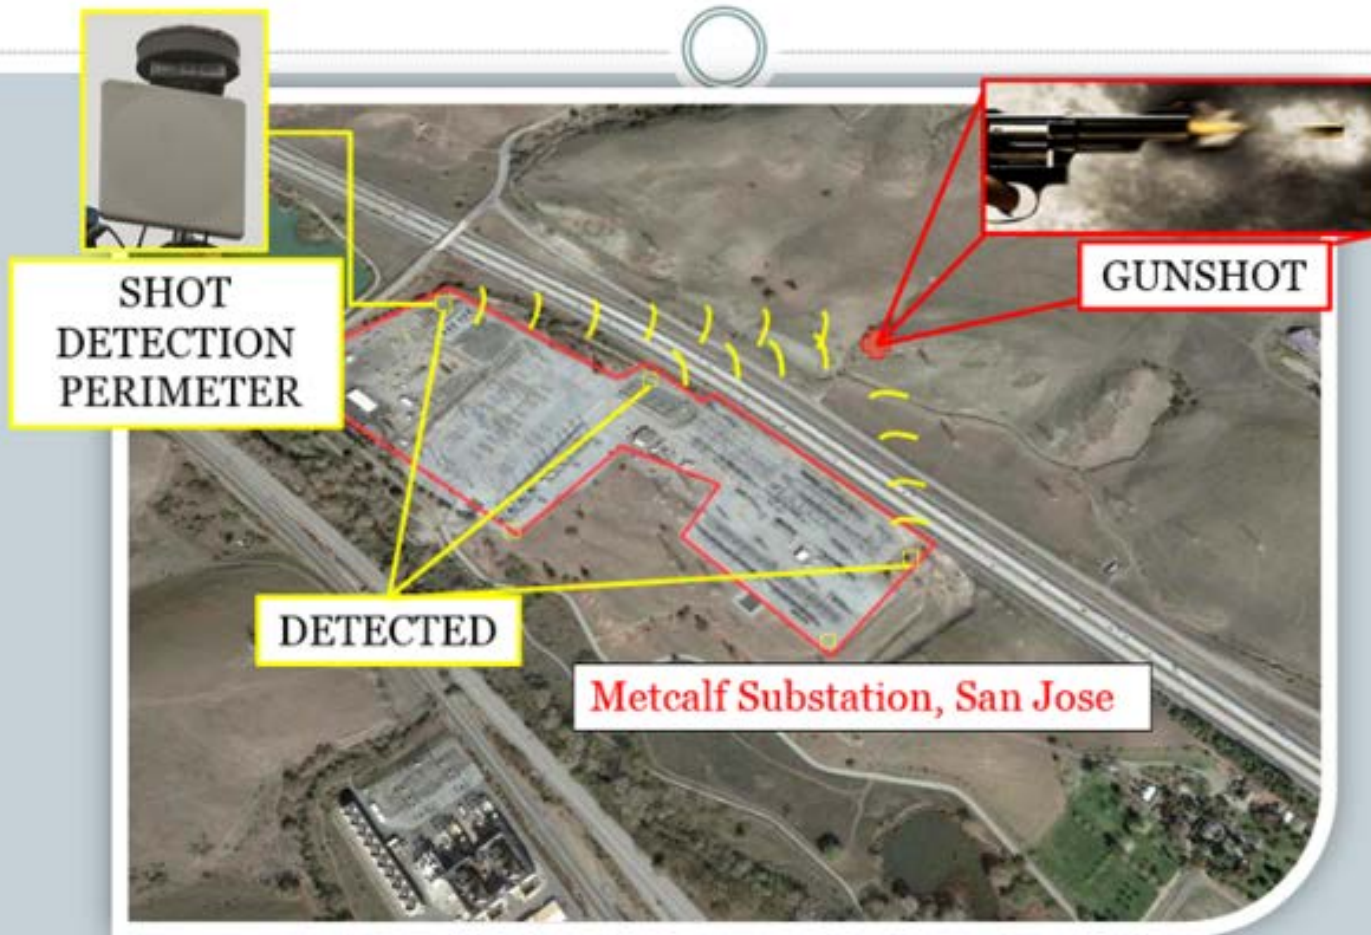 SHOT
DETECTION
PERIMETER
GUNSHOT
DETECTED
Metcalf Substation, San Jose